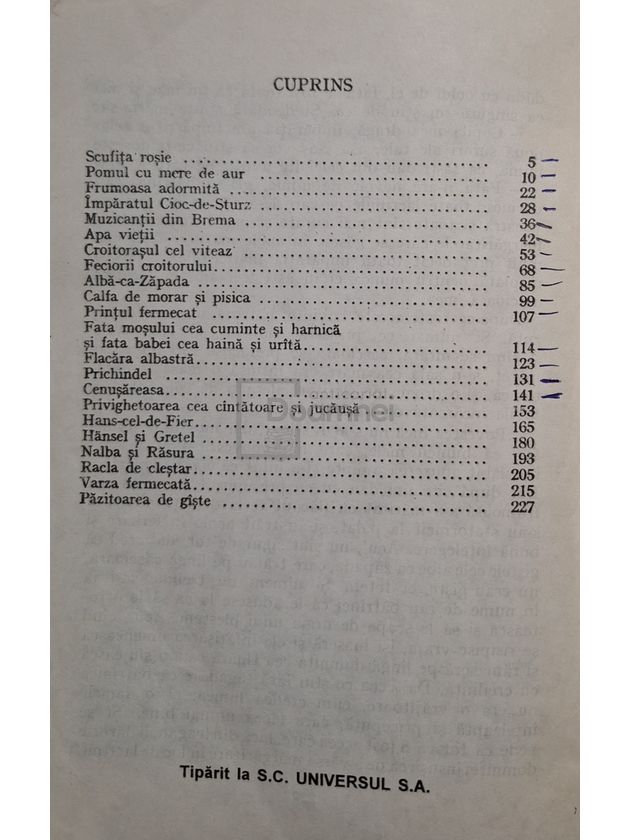 CUPRINS
Scufița roșie ........................................ 5
Pomul cu mere de aur ........................................ 10
Frumoasa adormită ........................................ 22
Împăratul Cioc-de-Sturz ........................................ 28
Muzicanții din Brema ........................................ 36
Apa vieții ........................................ 42
Croitorașul cel viteaz ........................................ 53
Feciorii croitorului ........................................ 68
Albă-ca-Zăpada ........................................ 85
Calfa de morar și pisica ........................................ 99
Prințul fermecat ........................................ 107
Fata moșului cea cuminte și harnică
și fata babei cea haină și urîtă ........................................ 114
Flacăra albastră ........................................ 123
Prichindel ........................................ 131
Cenușăreasa ........................................ 141
Privighetoarea cea cîntătoare și jucăușă ........................................ 153
Hans-cel-de-Fier ........................................ 165
Hänsel și Gretel ........................................ 180
Nalba și Răsura ........................................ 193
Racla de cleștar ........................................ 205
Varza fermecată ........................................ 215
Păzitoarea de gîște ........................................ 227
Tipărit la S.C. UNIVERSUL S.A.